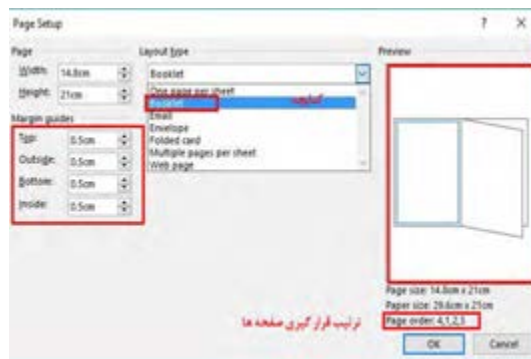 Page Setup ? X
Page
Width: 14.8cm
Height: 21cm
Margin guides
Top: 0.5cm
Outside: 0.5cm
Bottom: 0.5cm
Inside: 0.5cm
Layout type
Booklet
One page per sheet
Booklet
Email
Envelope
Folded card
Multiple pages per sheet
Web page
کتابچه
Preview
Page size: 14.8cm x 21cm
Paper size: 29.6cm x 21cm
Page order: 4,1,2,3
ترتیب قرارگیری صفحه ها
OK Cancel